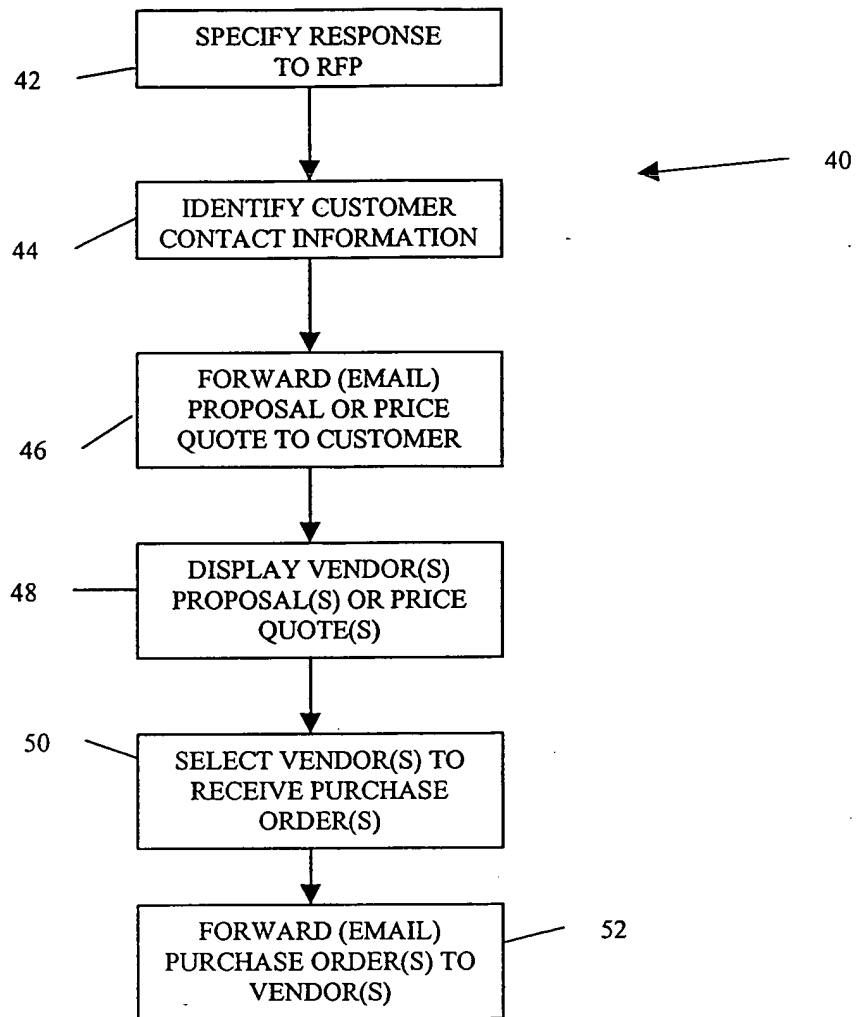 SPECIFY RESPONSE
TO RFP
42
40
IDENTIFY CUSTOMER
CONTACT INFORMATION
44
FORWARD (EMAIL)
PROPOSAL OR PRICE
QUOTE TO CUSTOMER
46
DISPLAY VENDOR(S)
PROPOSAL(S) OR PRICE
QUOTE(S)
48
50
SELECT VENDOR(S) TO
RECEIVE PURCHASE
ORDER(S)
FORWARD (EMAIL)
PURCHASE ORDER(S) TO
VENDOR(S)
52